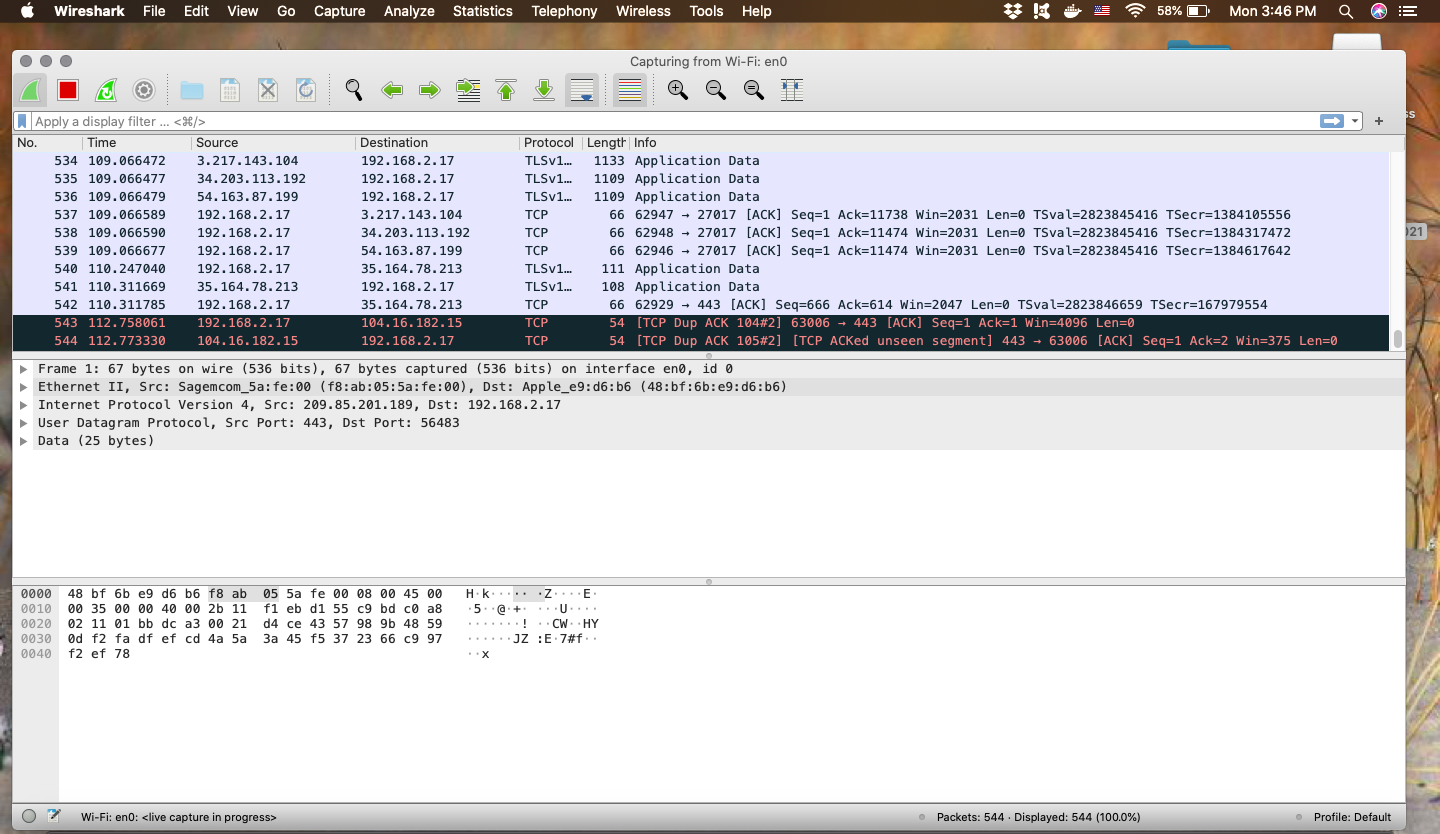 Wireshark File Edit View Go Capture Analyze Statistics Telephony Wireless Tools Help 58% Mon 3:46 PM
Capturing from Wi-Fi: en0
Apply a display filter … <⌘/>
No. Time Source Destination Protocol Length Info
534 109.066472 3.217.143.104 192.168.2.17 TLSv1… 1133 Application Data
535 109.066477 34.203.113.192 192.168.2.17 TLSv1… 1109 Application Data
536 109.066479 54.163.87.199 192.168.2.17 TLSv1… 1109 Application Data
537 109.066589 192.168.2.17 3.217.143.104 TCP 66 62947 → 27017 [ACK] Seq=1 Ack=11738 Win=2031 Len=0 TSval=2823845416 TSecr=1384105556
538 109.066590 192.168.2.17 34.203.113.192 TCP 66 62948 → 27017 [ACK] Seq=1 Ack=11474 Win=2031 Len=0 TSval=2823845416 TSecr=1384317472
539 109.066677 192.168.2.17 54.163.87.199 TCP 66 62946 → 27017 [ACK] Seq=1 Ack=11474 Win=2031 Len=0 TSval=2823845416 TSecr=1384617642
540 110.247040 192.168.2.17 35.164.78.213 TLSv1… 111 Application Data
541 110.311669 35.164.78.213 192.168.2.17 TLSv1… 108 Application Data
542 110.311785 192.168.2.17 35.164.78.213 TCP 66 62929 → 443 [ACK] Seq=666 Ack=614 Win=2047 Len=0 TSval=2823846659 TSecr=167979554
543 112.758061 192.168.2.17 104.16.182.15 TCP 54 [TCP Dup ACK 104#2] 63006 → 443 [ACK] Seq=1 Ack=1 Win=4096 Len=0
544 112.773330 104.16.182.15 192.168.2.17 TCP 54 [TCP Dup ACK 105#2] [TCP ACKed unseen segment] 443 → 63006 [ACK] Seq=1 Ack=2 Win=375 Len=0
Frame 1: 67 bytes on wire (536 bits), 67 bytes captured (536 bits) on interface en0, id 0
Ethernet II, Src: Sagemcom_5a:fe:00 (f8:ab:05:5a:fe:00), Dst: Apple_e9:d6:b6 (48:bf:6b:e9:d6:b6)
Internet Protocol Version 4, Src: 209.85.201.189, Dst: 192.168.2.17
User Datagram Protocol, Src Port: 443, Dst Port: 56483
Data (25 bytes)
0000 48 bf 6b e9 d6 b6 f8 ab 05 5a fe 00 08 00 45 00 H·k····· ·Z····E·
0010 00 35 00 00 40 00 2b 11 f1 eb d1 55 c9 bd c0 a8 ·5··@·+· ···U····
0020 02 11 01 bb dc a3 00 21 d4 ce 43 57 98 9b 48 59 ·······! ··CW··HY
0030 0d f2 fa df ef cd 4a 5a 3a 45 f5 37 23 66 c9 97 ······JZ :E·7#f··
0040 f2 ef 78 ··x
Wi-Fi: en0: <live capture in progress> Packets: 544 · Displayed: 544 (100.0%) Profile: Default